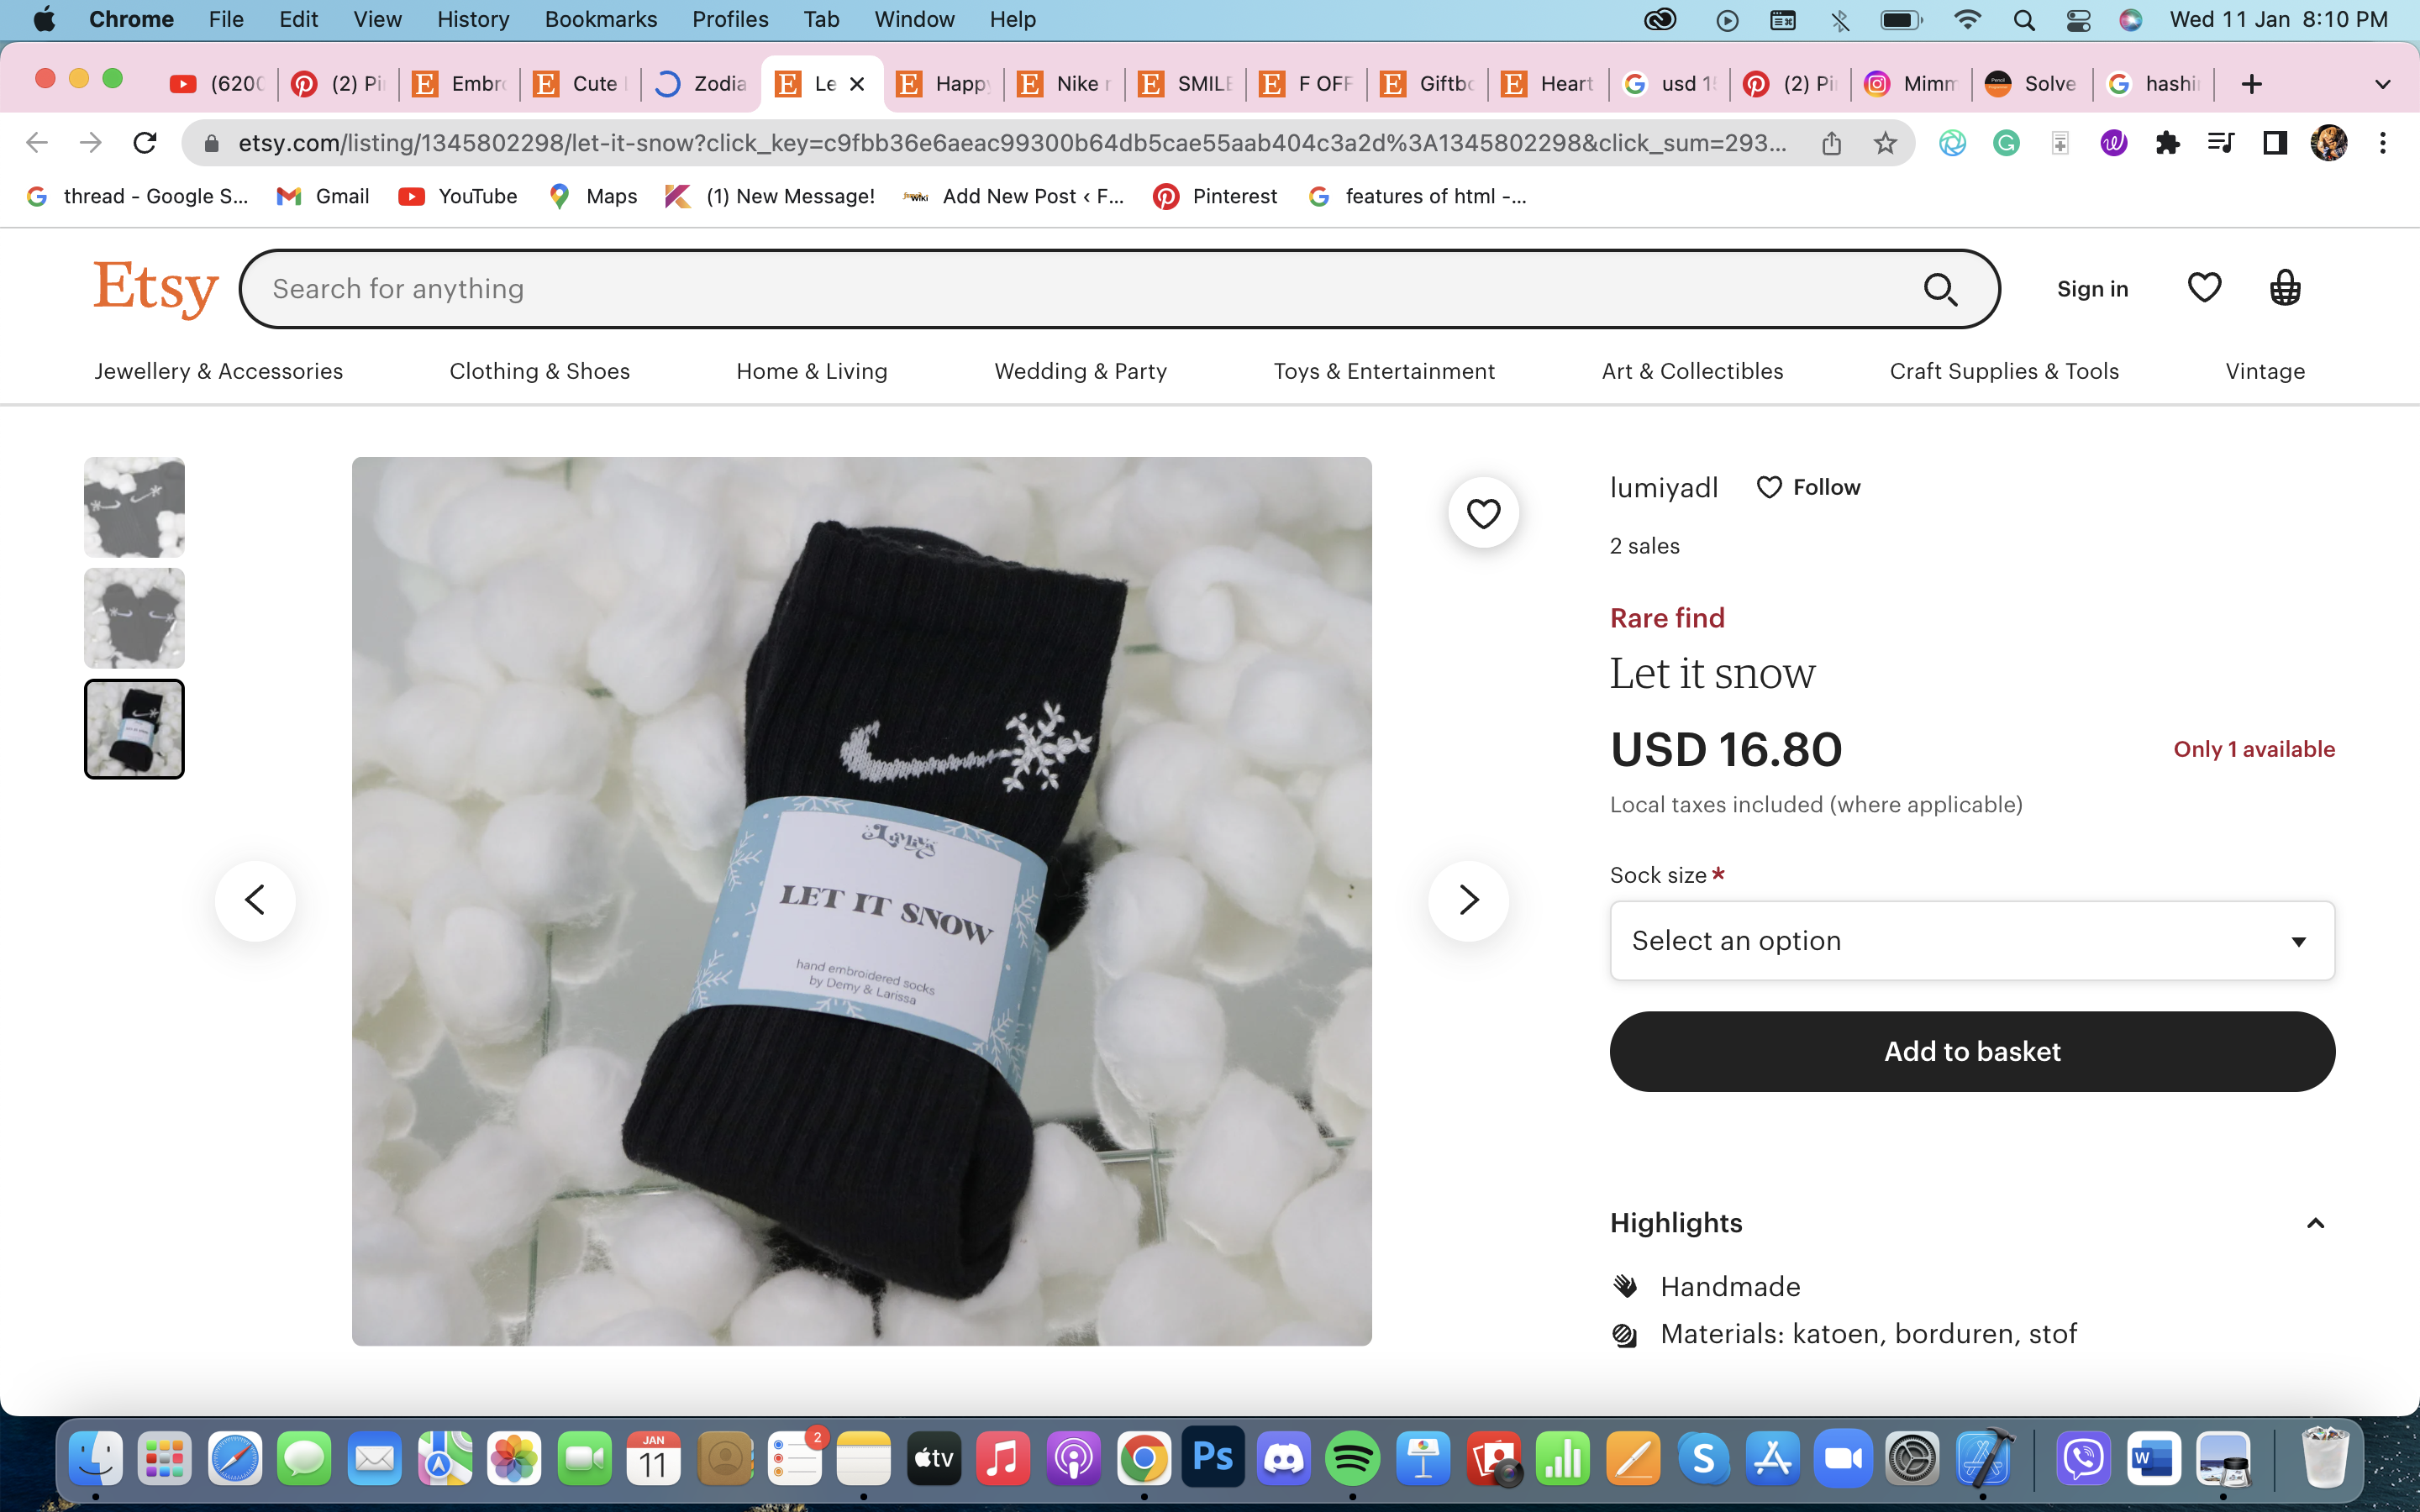 Chrome File Edit View History Bookmarks Profiles Tab Window Help Wed 11 Jan 8:10 PM
(620 (2) Pi Embr Cute Zodia Le Happ Nike SMILE F OFF Giftb Heart usd 1 (2) Pi Mimm Solve hashi
etsy.com/listing/1345802298/let-it-snow?click_key=c9fbb36e6aeac99300b64db5cae55aab404c3a2d%3A1345802298&click_sum=293...
thread - Google S... Gmail YouTube Maps (1) New Message! Add New Post ‹ F... Pinterest features of html -...
Etsy Search for anything Sign in
Jewellery & Accessories Clothing & Shoes Home & Living Wedding & Party Toys & Entertainment Art & Collectibles Craft Supplies & Tools Vintage
lumiyadl Follow
2 sales
Rare find
Let it snow
USD 16.80 Only 1 available
Local taxes included (where applicable)
Sock size *
Select an option
Add to basket
LET IT SNOW
hand embroidered socks
by Demy & Larissa
Highlights
Handmade
Materials: katoen, borduren, stof
JAN
11
2
tv
Ps
S
W